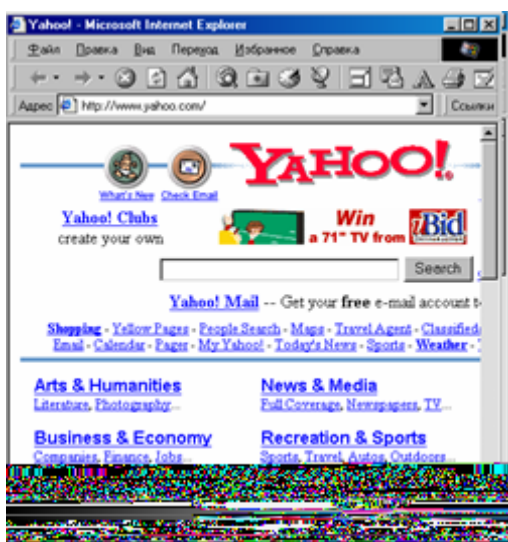 Yahoo! - Microsoft Internet Explorer
Файл Правка Вид Переход Избранное Справка
Адрес http://www.yahoo.com/ Ссылки
YAHOO!
What's New Check Email
Yahoo! Clubs
create your own
Win
a 71" TV from
uBid
Search
Yahoo! Mail -- Get your free e-mail account
Shopping - Yellow Pages - People Search - Maps - Travel Agent - Classifieds
Email - Calendar - Pager - My Yahoo! - Today's News - Sports - Weather -
Arts & Humanities News & Media
Literature, Photography... Full Coverage, Newspapers, TV...
Business & Economy Recreation & Sports
Companies, Finance, Jobs... Sports, Travel, Autos, Outdoors...